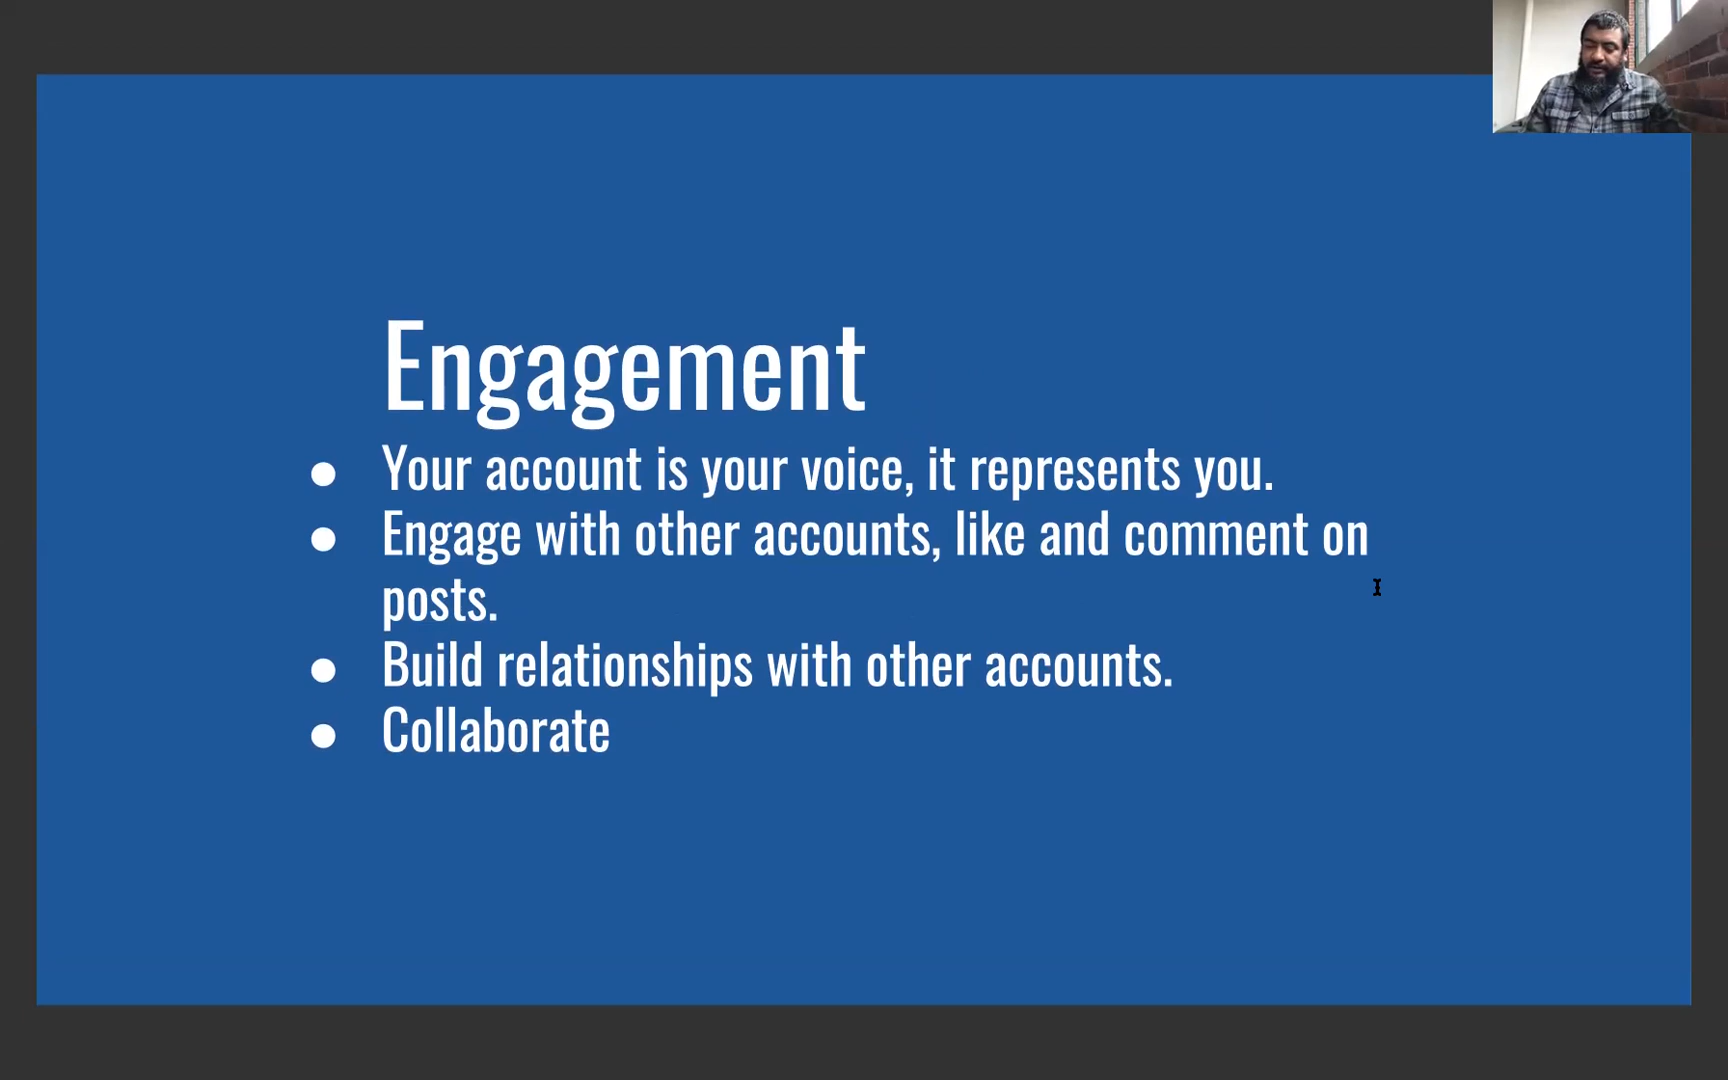 Engagement
● Your account is your voice, it represents you.
● Engage with other accounts, like and comment on
posts.
● Build relationships with other accounts.
● Collaborate